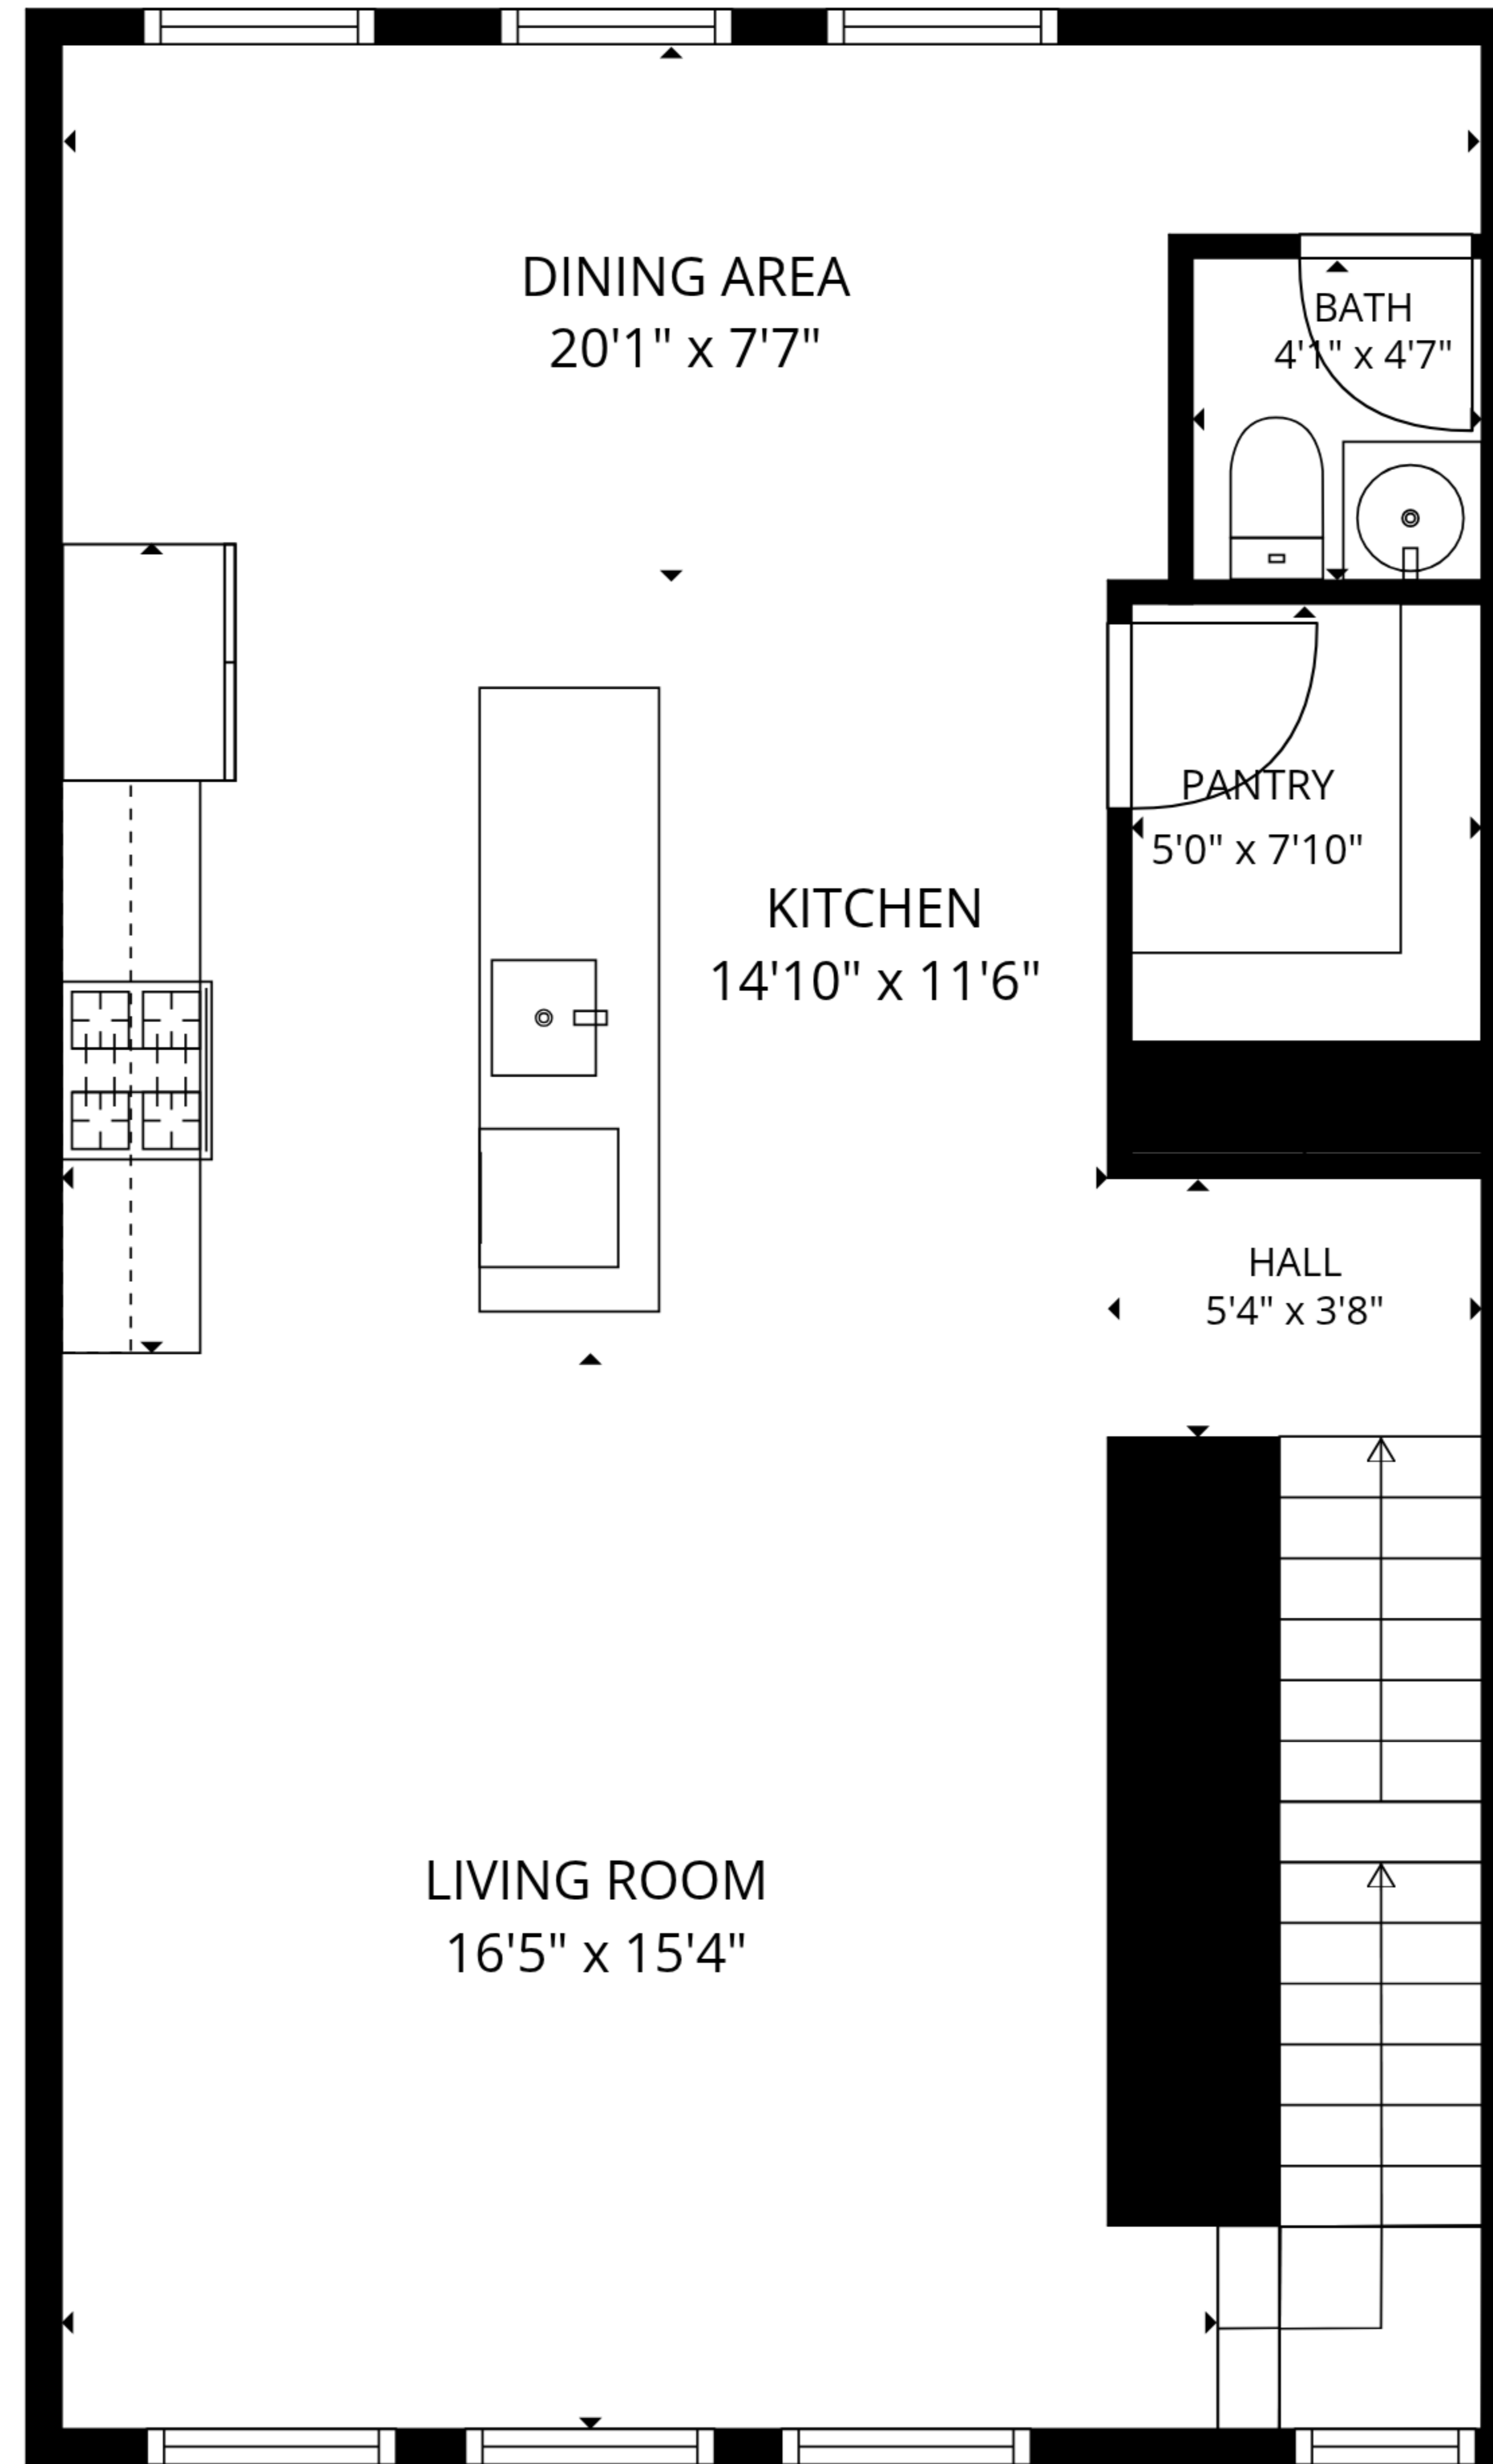 DINING AREA
20'1" x 7'7"
BATH
4'1" x 4'7"
PANTRY
5'0" x 7'10"
KITCHEN
14'10" x 11'6"
HALL
5'4" x 3'8"
LIVING ROOM
16'5" x 15'4"